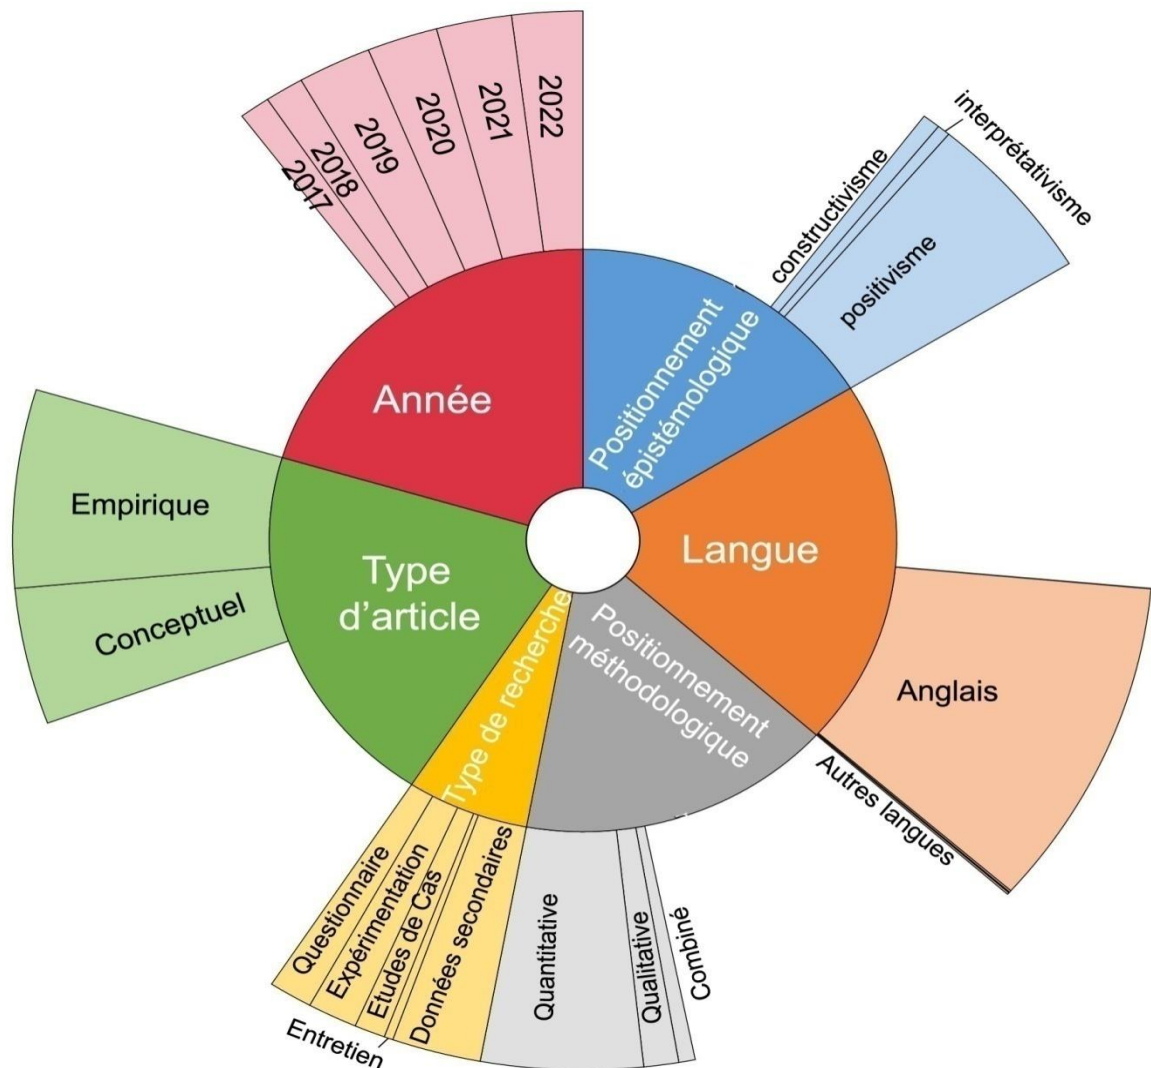 2017
2018
2019
2020
2021
2022
constructivisme
interprétativisme
positivisme
Année
Positionnement
épistémologique
Langue
Empirique
Conceptuel
Type
d'article
Type de recherche
Positionnement
méthodologique
Anglais
Autres langues
Questionnaire
Expérimentation
Etudes de Cas
Entretien
Données secondaires
Quantitative
Qualitative
Combiné